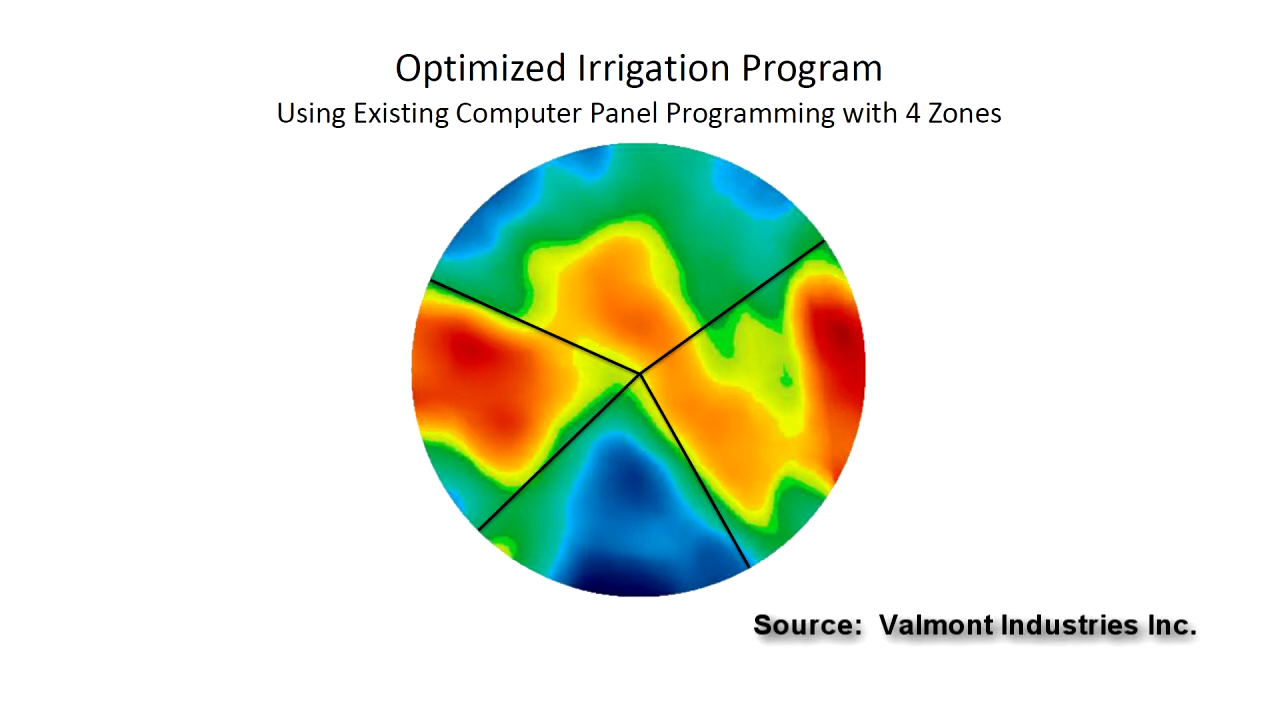 Optimized Irrigation Program
Using Existing Computer Panel Programming with 4 Zones
Source: Valmont Industries Inc.